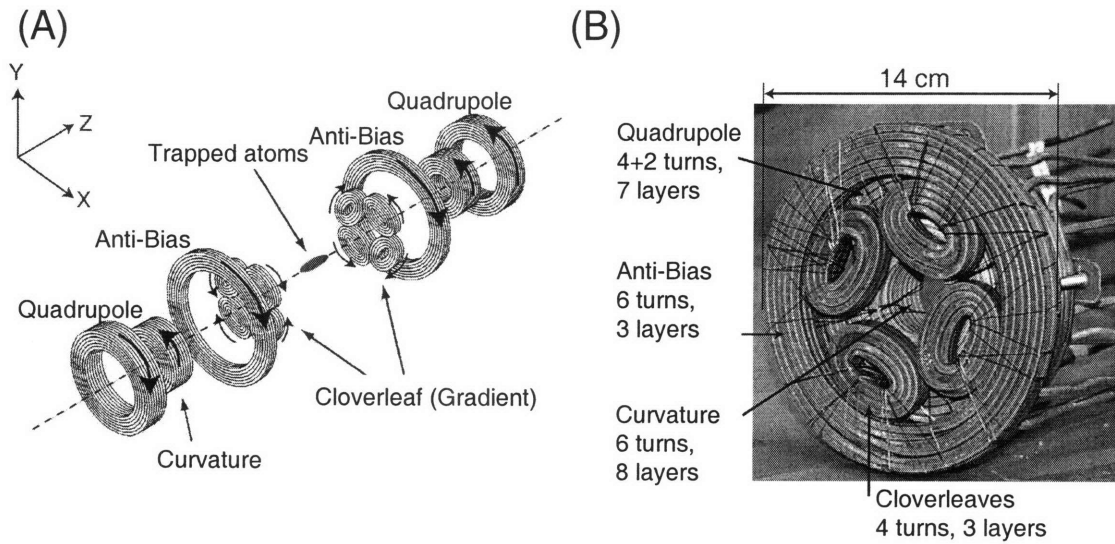 (A)
Y
Z
X
Trapped atoms
Anti-Bias
Quadrupole
Anti-Bias
Quadrupole
Cloverleaf (Gradient)
Curvature
(B)
14 cm
Quadrupole
4+2 turns,
7 layers
Anti-Bias
6 turns,
3 layers
Curvature
6 turns,
8 layers
Cloverleaves
4 turns, 3 layers